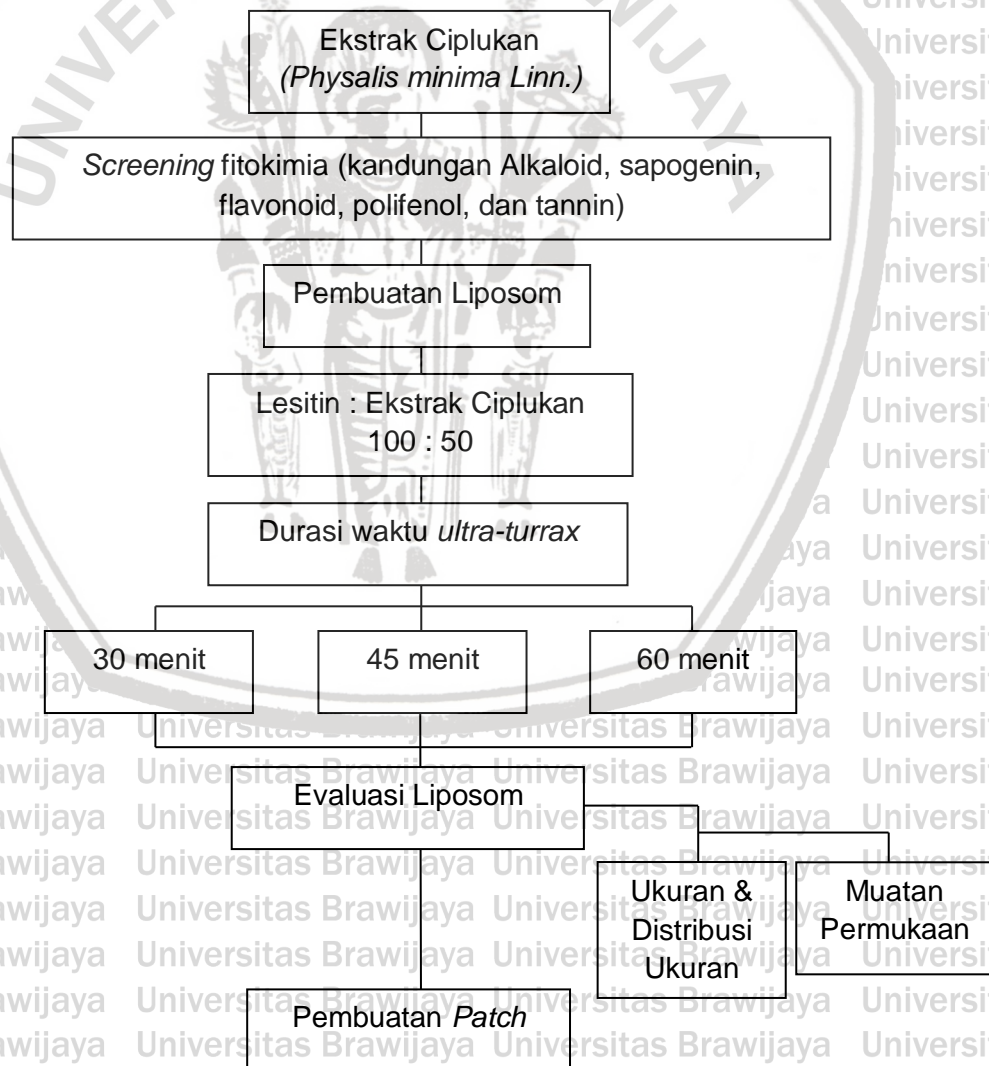 Ekstrak Ciplukan
(Physalis minima Linn.)
Screening fitokimia (kandungan Alkaloid, sapogenin,
flavonoid, polifenol, dan tannin)
Pembuatan Liposom
Lesitin : Ekstrak Ciplukan
100 : 50
Durasi waktu ultra-turrax
30 menit
45 menit
60 menit
Evaluasi Liposom
Ukuran &
Distribusi
Ukuran
Muatan
Permukaan
Pembuatan Patch
Universitas Brawijaya